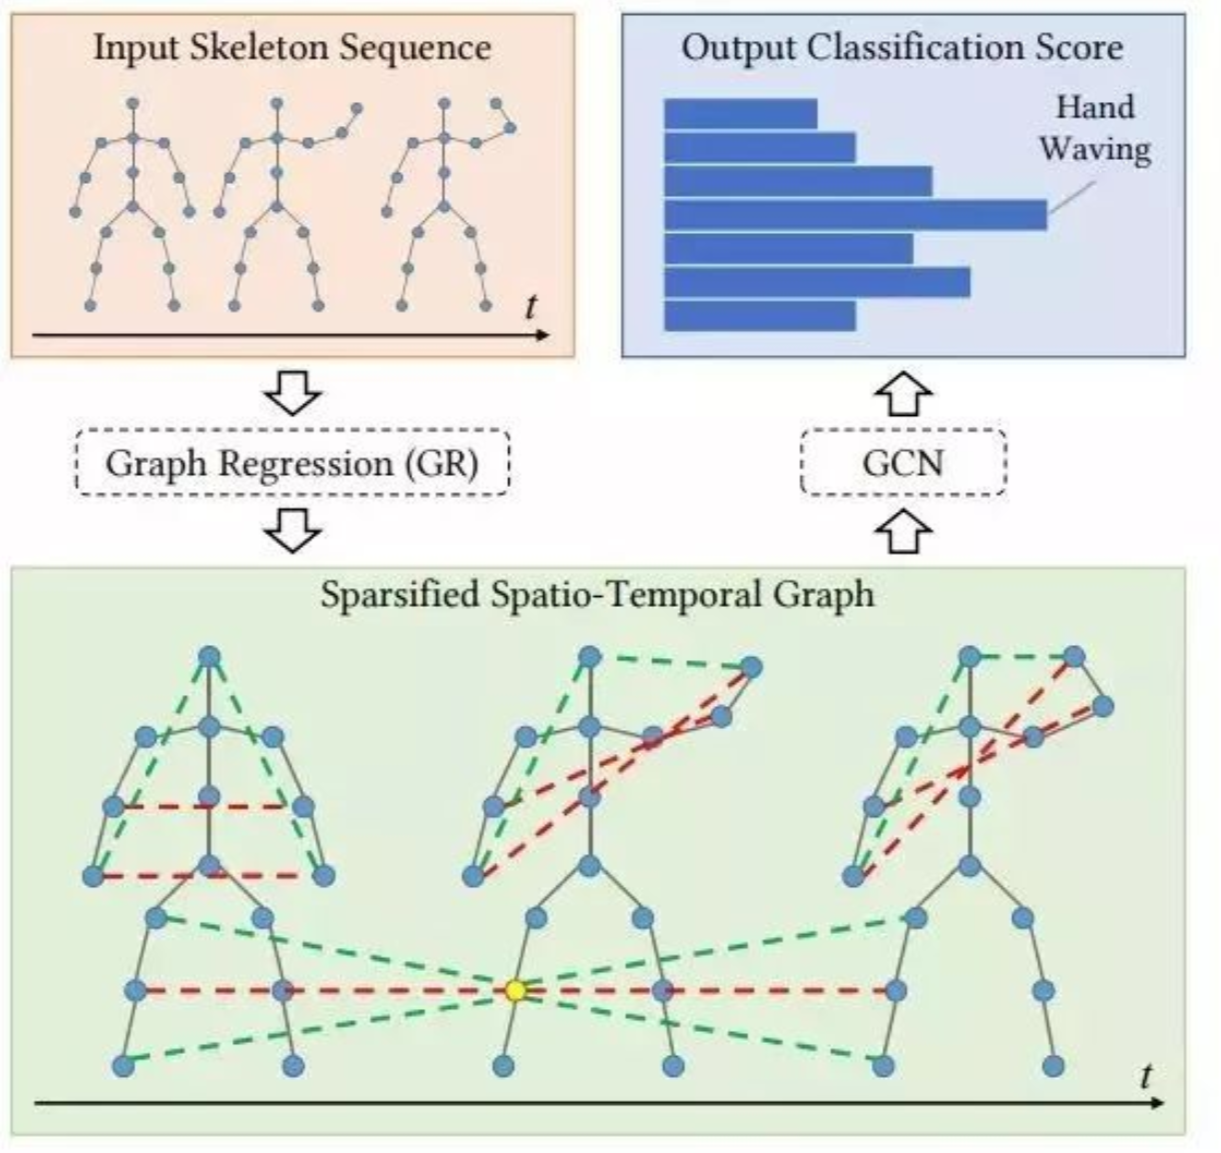 Input Skeleton Sequence
t
Output Classification Score
Hand
Waving
Graph Regression (GR)
GCN
Sparsified Spatio-Temporal Graph
t